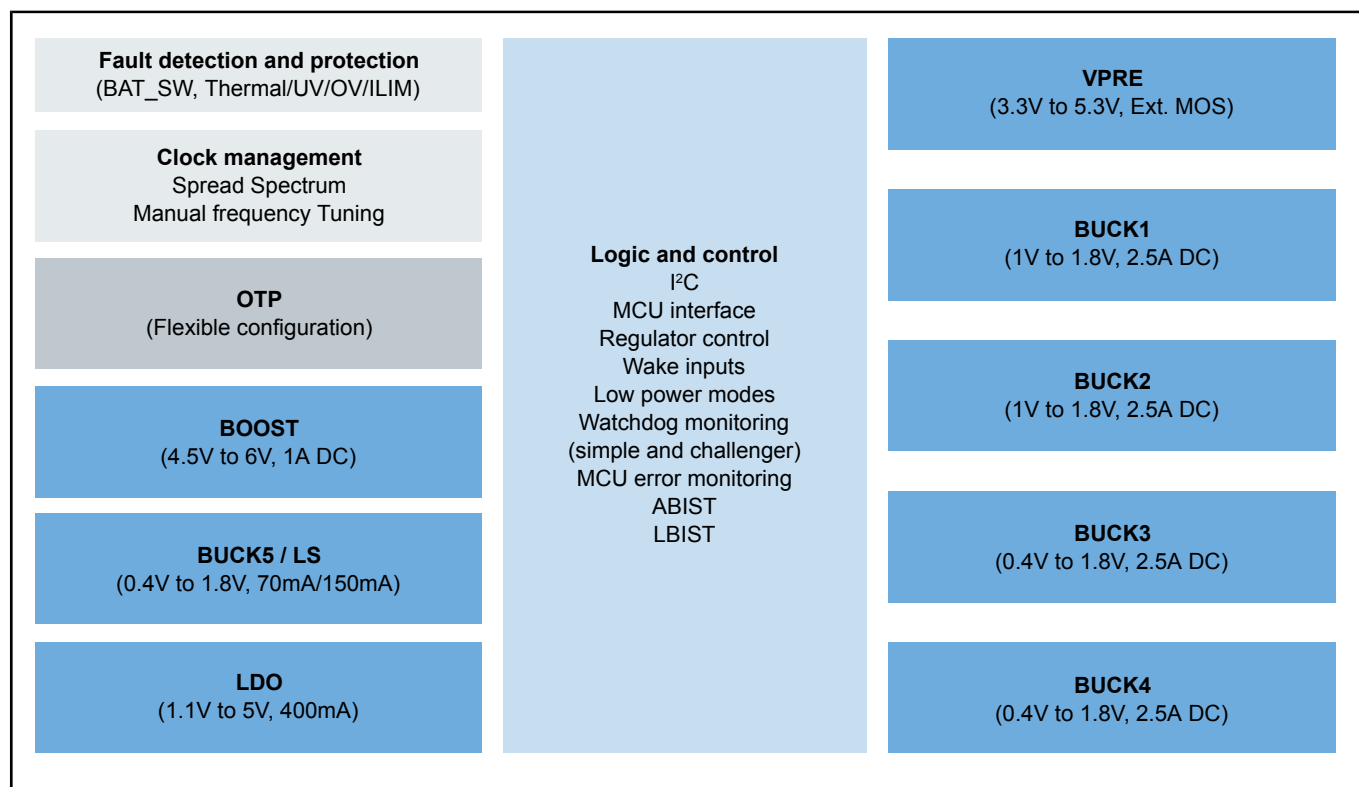 Fault detection and protection
(BAT_SW, Thermal/UV/OV/ILIM)
Clock management
Spread Spectrum
Manual frequency Tuning
OTP
(Flexible configuration)
BOOST
(4.5V to 6V, 1A DC)
BUCK5 / LS
(0.4V to 1.8V, 70mA/150mA)
LDO
(1.1V to 5V, 400mA)
Logic and control
I²C
MCU interface
Regulator control
Wake inputs
Low power modes
Watchdog monitoring
(simple and challenger)
MCU error monitoring
ABIST
LBIST
VPRE
(3.3V to 5.3V, Ext. MOS)
BUCK1
(1V to 1.8V, 2.5A DC)
BUCK2
(1V to 1.8V, 2.5A DC)
BUCK3
(0.4V to 1.8V, 2.5A DC)
BUCK4
(0.4V to 1.8V, 2.5A DC)